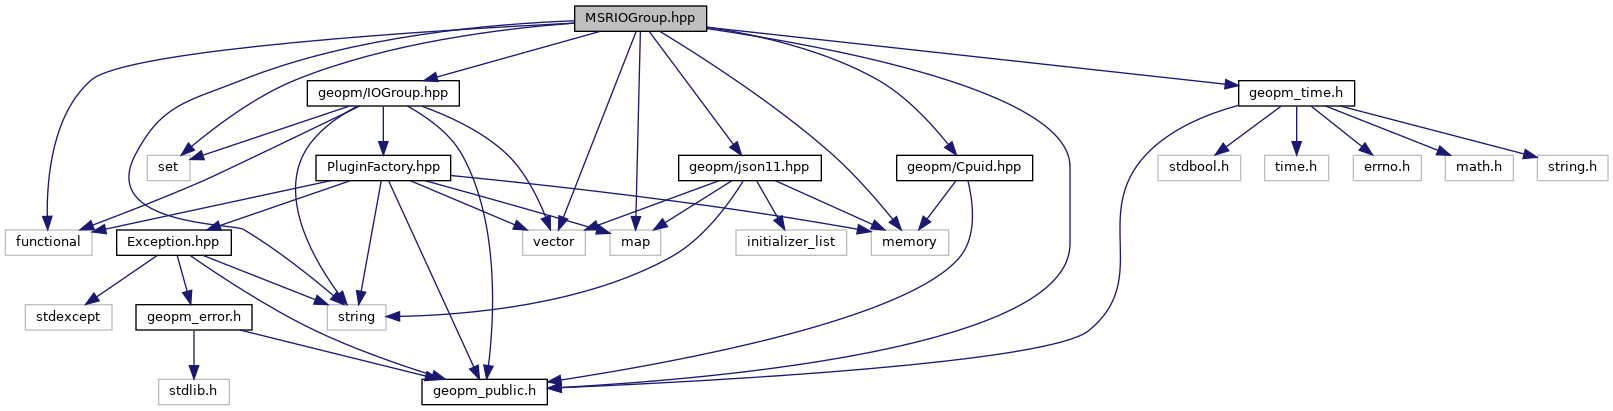 MSRIOGroup.hpp
geopm/IOGroup.hpp
geopm_time.h
set
PluginFactory.hpp
geopm/json11.hpp
geopm/Cpuid.hpp
stdbool.h
time.h
errno.h
math.h
string.h
functional
Exception.hpp
vector
map
initializer_list
memory
stdexcept
geopm_error.h
string
stdlib.h
geopm_public.h